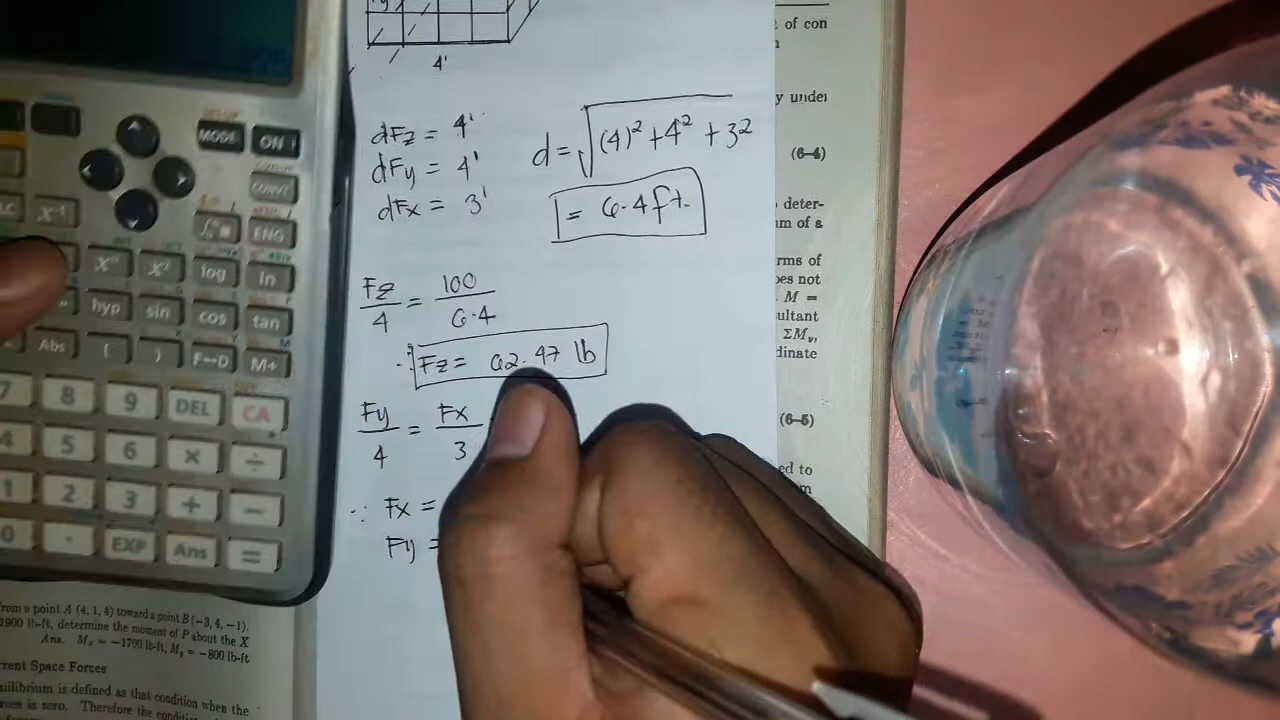 4'
dFz = 4'
dFy = 4'
dFx = 3'
d = √(4)² + 4² + 3²
= 6.4 ft.
Fz/4 = 100/6.4
∴ Fz = 62.47 lb
Fy/4 = Fx/3
∴ Fx =
Fy =
MODE ON
CONV
X⁻¹ ENG
log ln
hyp sin cos tan
Abs ( ) F↔D M+
7 8 9 DEL CA
4 5 6 × ÷
1 2 3 + −
0 · EXP Ans =
of con
y under
(6-4)
deter-
m of a
rms of
es not
M =
ultant
ΣMᵧ,
dinate
(6-5)
ed to
rom a point A (4, 1, 4) toward a point B (−3, 4, −1).
1900 lb-ft, determine the moment of P about the X
Ans. Mₓ = −1700 lb-ft; Mᵧ = −800 lb-ft
rrent Space Forces
uilibrium is defined as that condition when the
rces is zero. Therefore the